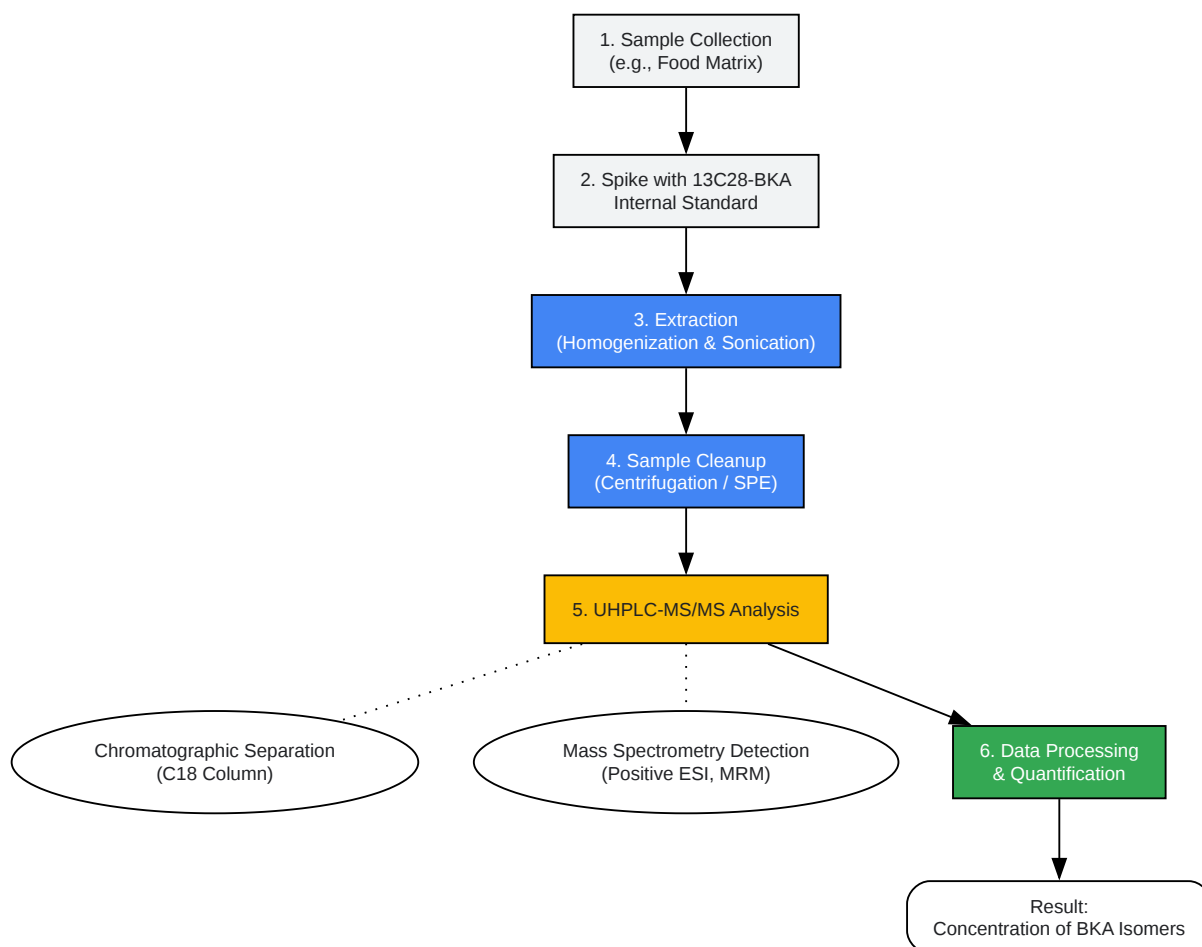 1. Sample Collection
(e.g., Food Matrix)
2. Spike with 13C28-BKA
Internal Standard
3. Extraction
(Homogenization & Sonication)
4. Sample Cleanup
(Centrifugation / SPE)
5. UHPLC-MS/MS Analysis
Chromatographic Separation
(C18 Column)
Mass Spectrometry Detection
(Positive ESI, MRM)
6. Data Processing
& Quantification
Result:
Concentration of BKA Isomers